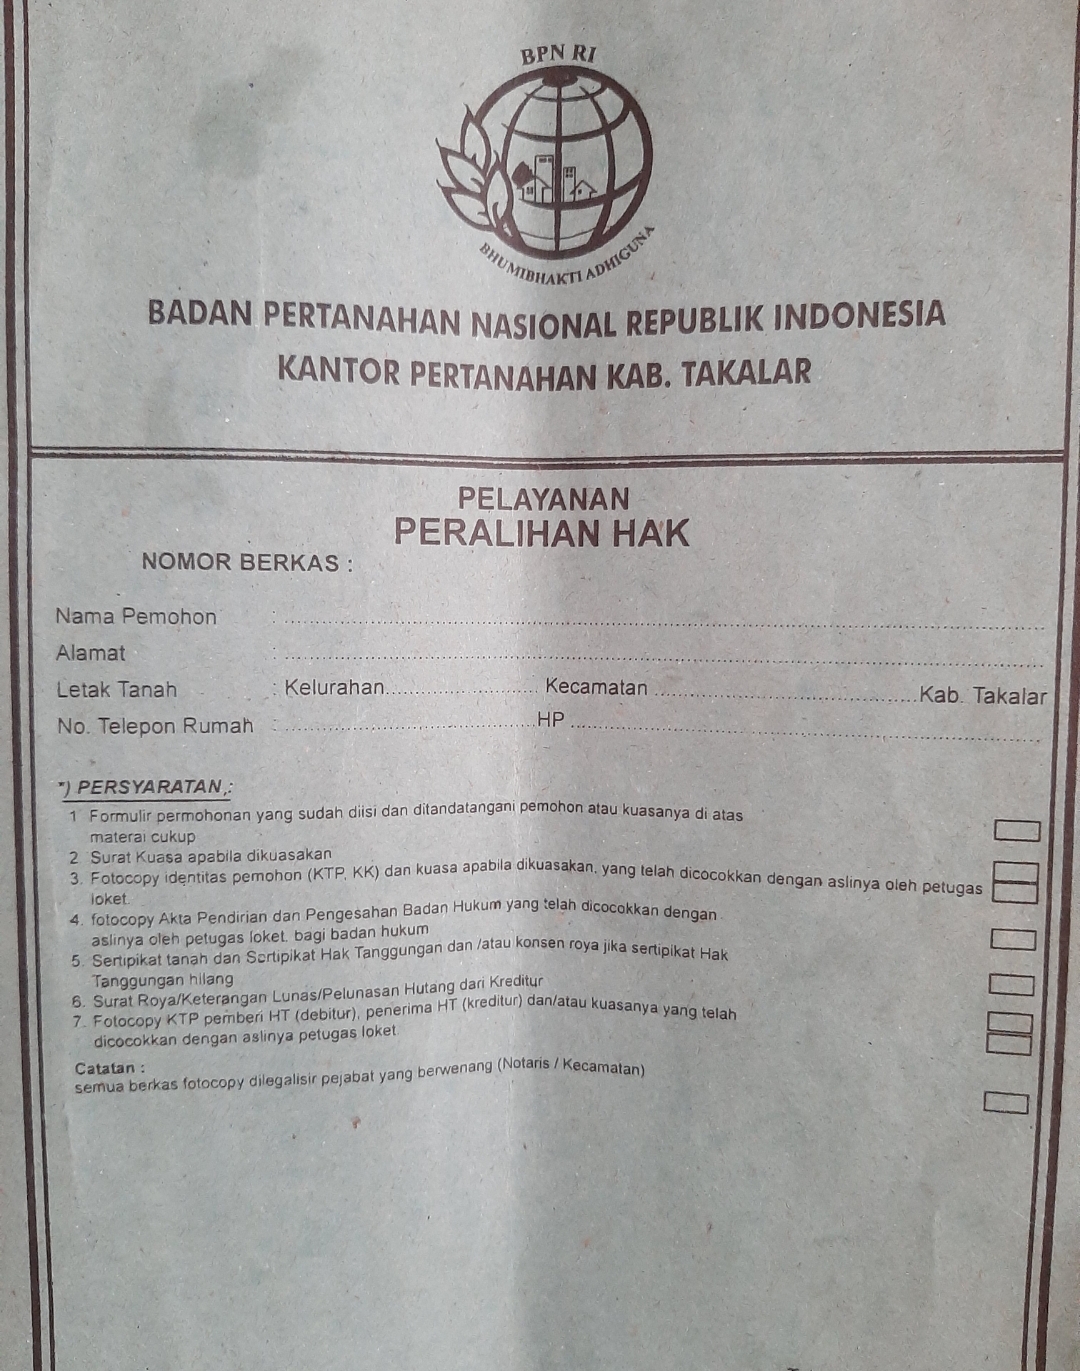 BPN RI
BHUMIBHAKTI ADHIGUNA
BADAN PERTANAHAN NASIONAL REPUBLIK INDONESIA
KANTOR PERTANAHAN KAB. TAKALAR
PELAYANAN
PERALIHAN HAK
NOMOR BERKAS :
Nama Pemohon : ....................
Alamat : ....................
Letak Tanah : Kelurahan.................... Kecamatan ....................Kab. Takalar
No. Telepon Rumah : ....................HP ....................
*) PERSYARATAN,:
1 Formulir permohonan yang sudah diisi dan ditandatangani pemohon atau kuasanya di atas
materai cukup
2 Surat Kuasa apabila dikuasakan
3. Fotocopy identitas pemohon (KTP, KK) dan kuasa apabila dikuasakan, yang telah dicocokkan dengan aslinya oleh petugas
loket.
4. fotocopy Akta Pendirian dan Pengesahan Badan Hukum yang telah dicocokkan dengan
aslinya oleh petugas loket. bagi badan hukum
5. Sertipikat tanah dan Sertipikat Hak Tanggungan dan /atau konsen roya jika sertipikat Hak
Tanggungan hilang
6. Surat Roya/Keterangan Lunas/Pelunasan Hutang dari Kreditur
7. Fotocopy KTP pemberi HT (debitur), penerima HT (kreditur) dan/atau kuasanya yang telah
dicocokkan dengan aslinya petugas loket
Catatan :
semua berkas fotocopy dilegalisir pejabat yang berwenang (Notaris / Kecamatan)